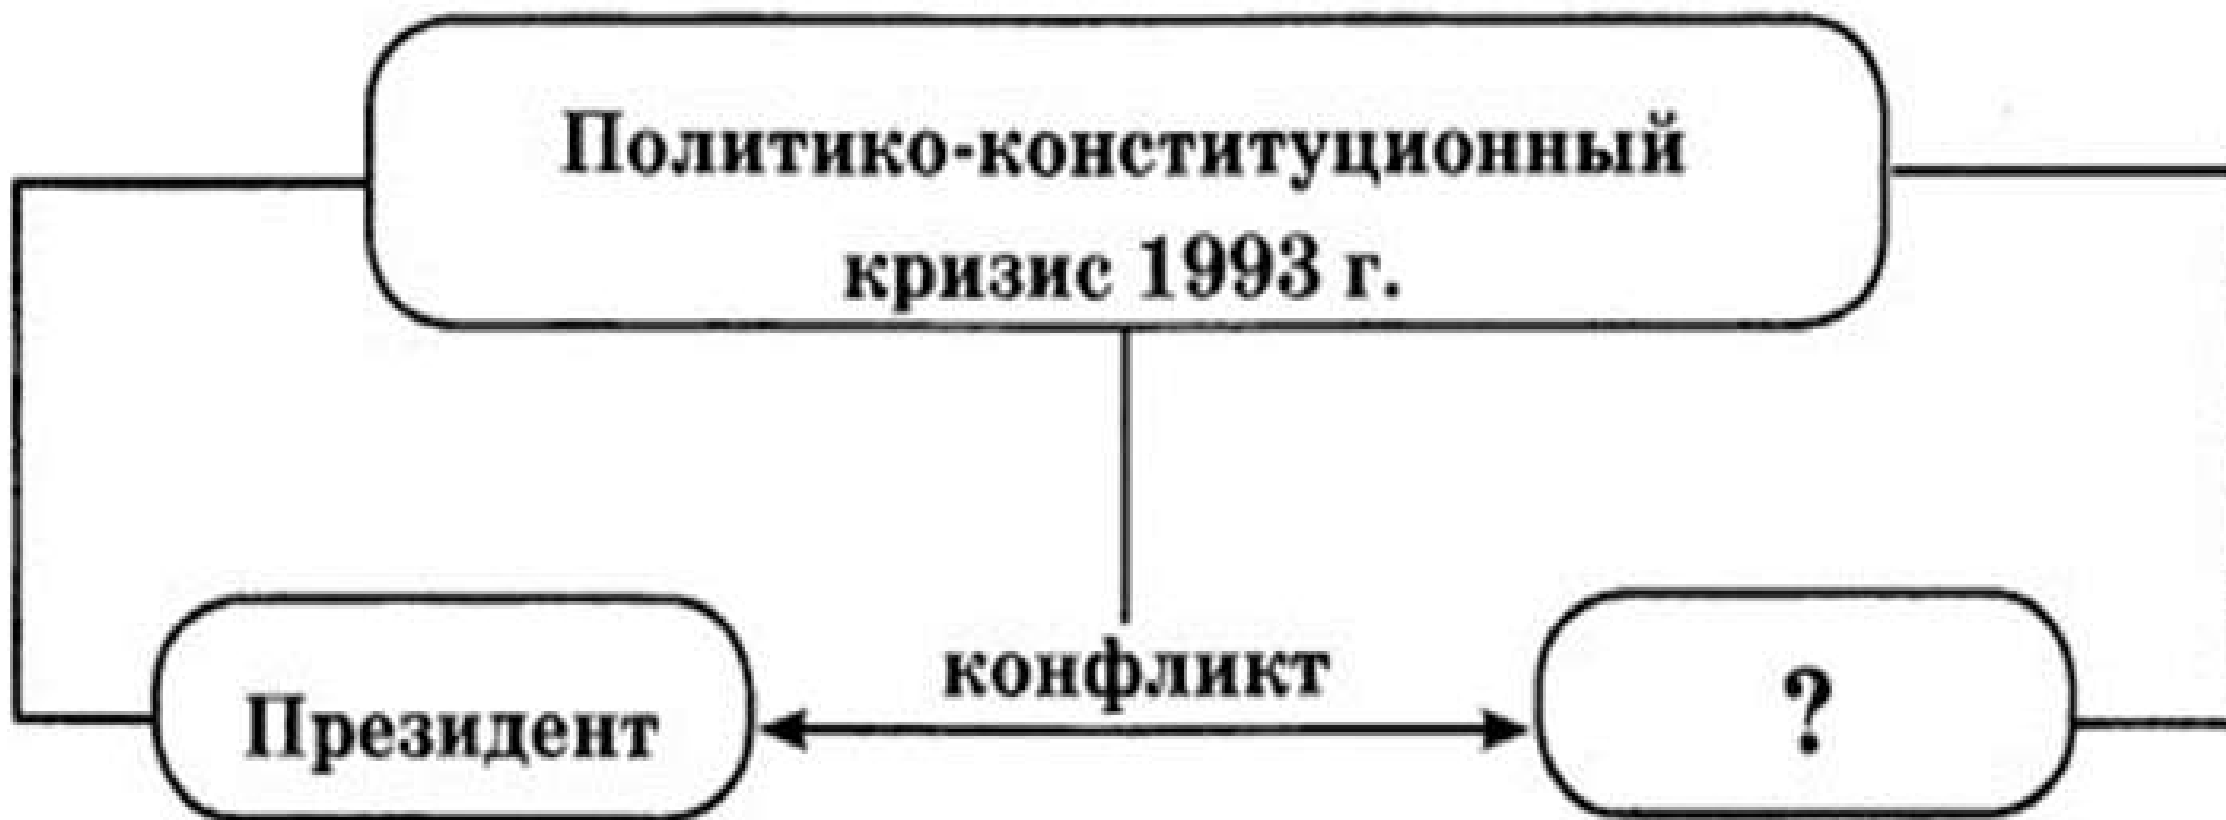 Политико-конституционный
кризис 1993 г.
конфликт
Президент
?